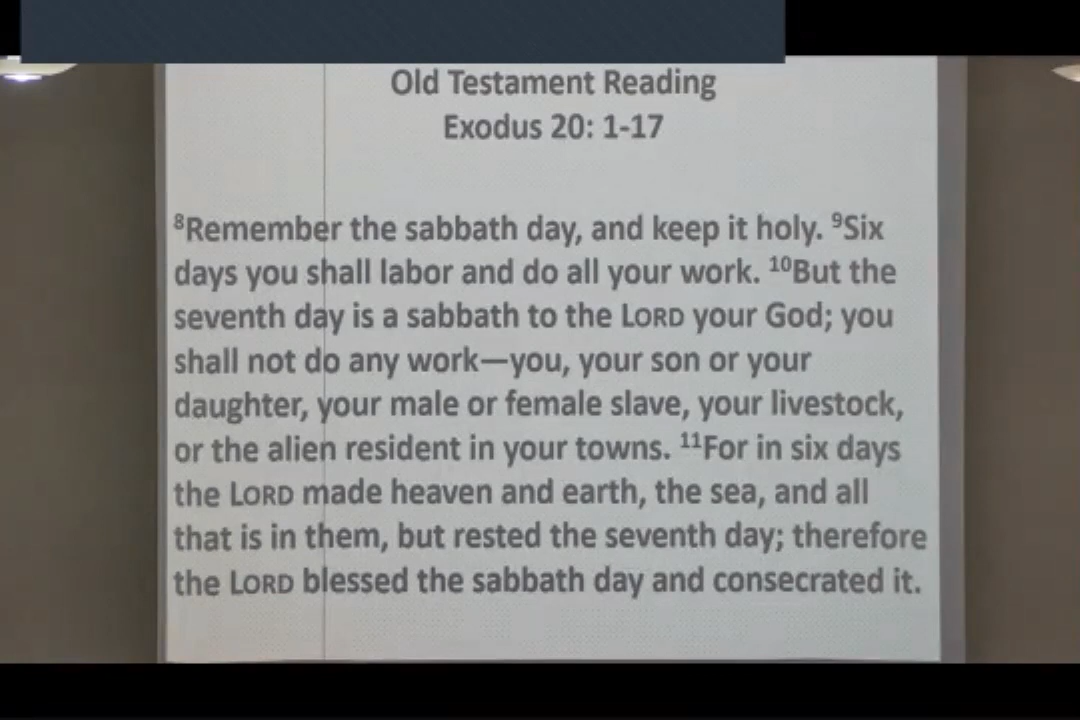 Old Testament Reading
Exodus 20: 1-17
⁸Remember the sabbath day, and keep it holy. ⁹Six
days you shall labor and do all your work. ¹⁰But the
seventh day is a sabbath to the LORD your God; you
shall not do any work—you, your son or your
daughter, your male or female slave, your livestock,
or the alien resident in your towns. ¹¹For in six days
the LORD made heaven and earth, the sea, and all
that is in them, but rested the seventh day; therefore
the LORD blessed the sabbath day and consecrated it.